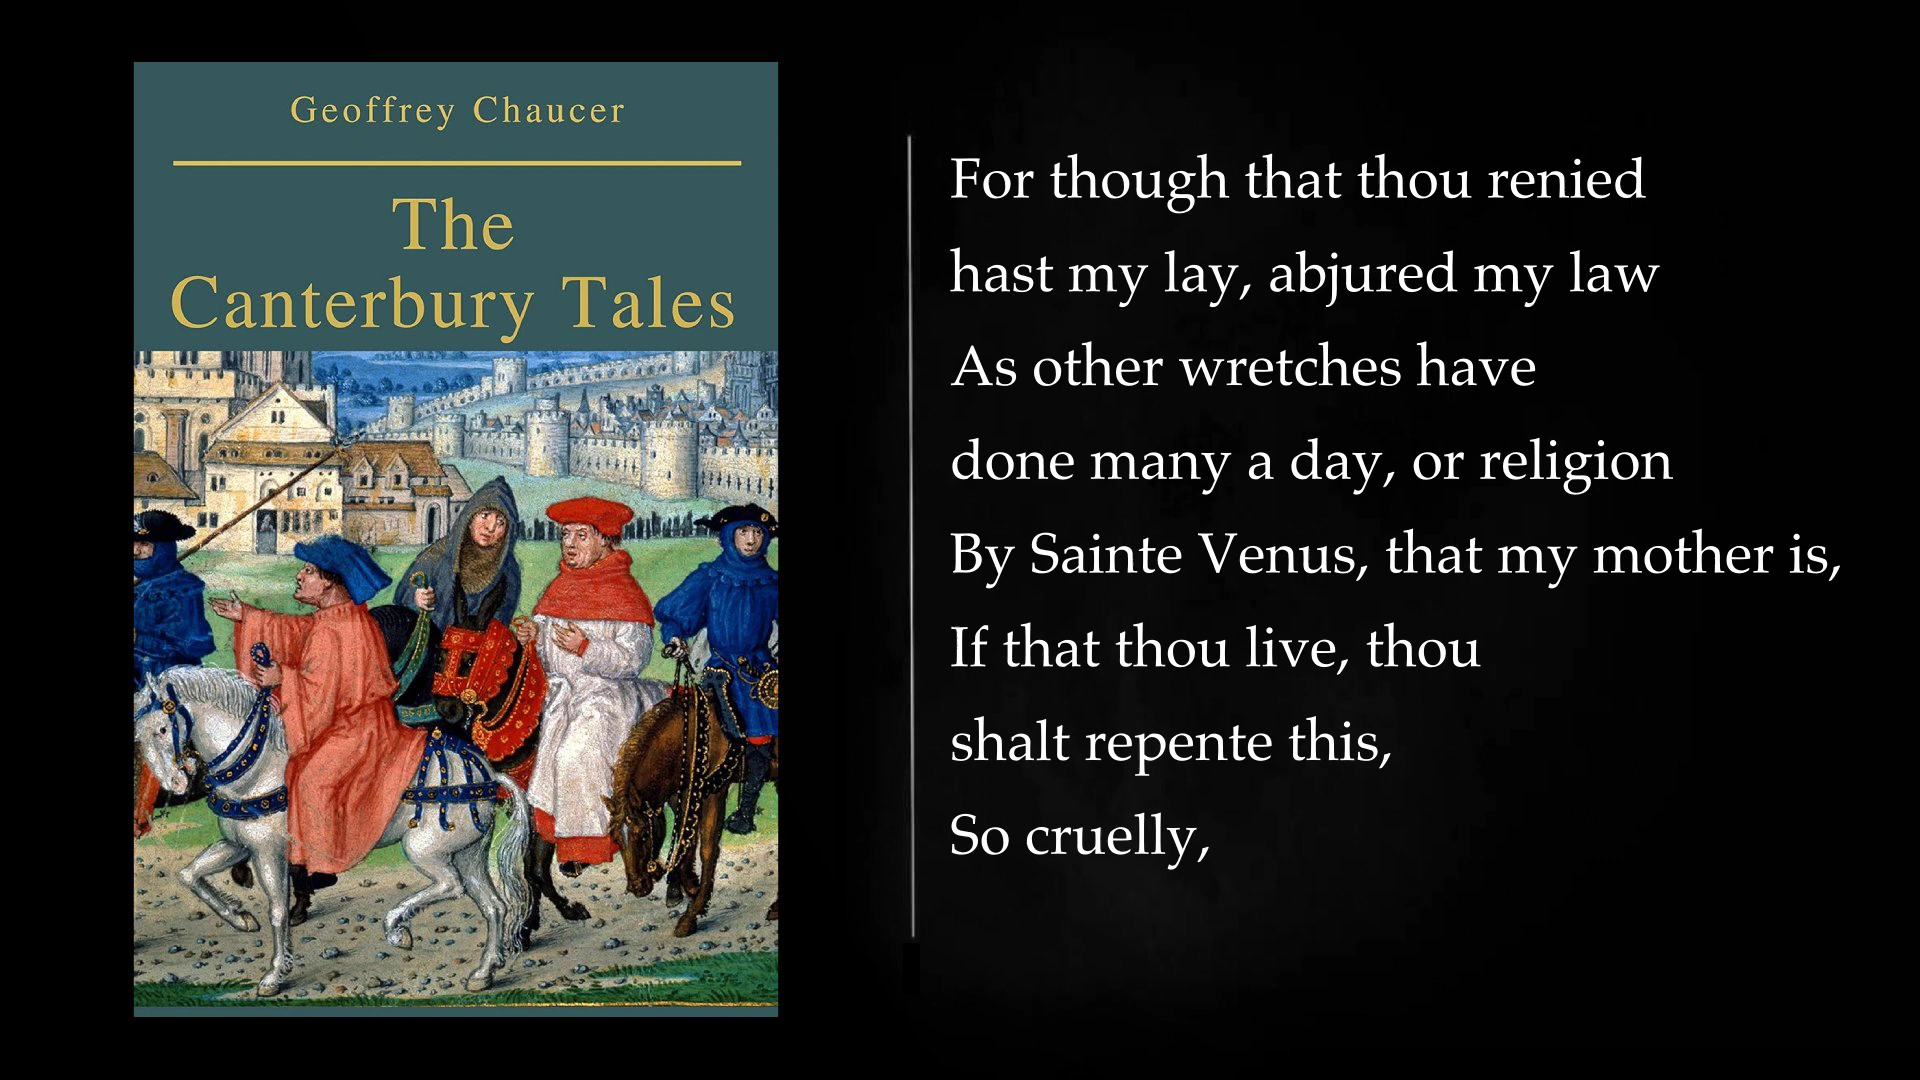 Geoffrey Chaucer
The
Canterbury Tales
For though that thou renied
hast my lay, abjured my law
As other wretches have
done many a day, or religion
By Sainte Venus, that my mother is,
If that thou live, thou
shalt repente this,
So cruelly,